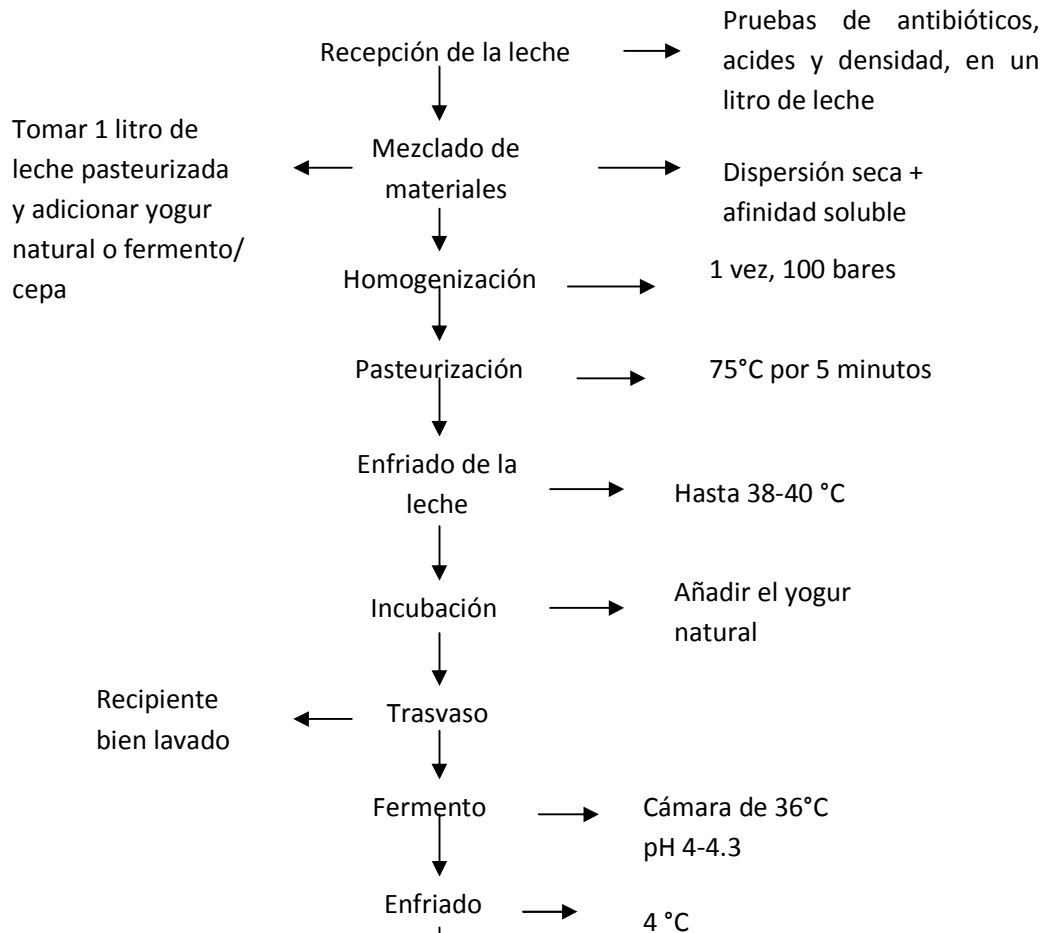 Recepción de la leche
Pruebas de antibióticos,
acides y densidad, en un
litro de leche
Tomar 1 litro de
leche pasteurizada
y adicionar yogur
natural o fermento/
cepa
Mezclado de
materiales
Dispersión seca +
afinidad soluble
Homogenización
1 vez, 100 bares
Pasteurización
75°C por 5 minutos
Enfriado de la
leche
Hasta 38-40 °C
Incubación
Añadir el yogur
natural
Recipiente
bien lavado
Trasvaso
Fermento
Cámara de 36°C
pH 4-4.3
Enfriado
4 °C